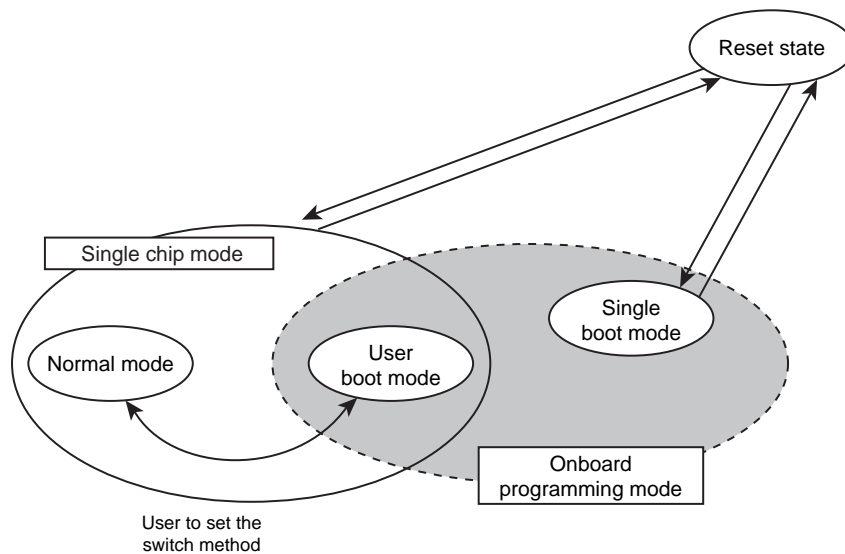 Reset state
Single chip mode
Single
boot mode
Normal mode
User
boot mode
Onboard
programming mode
User to set the
switch method